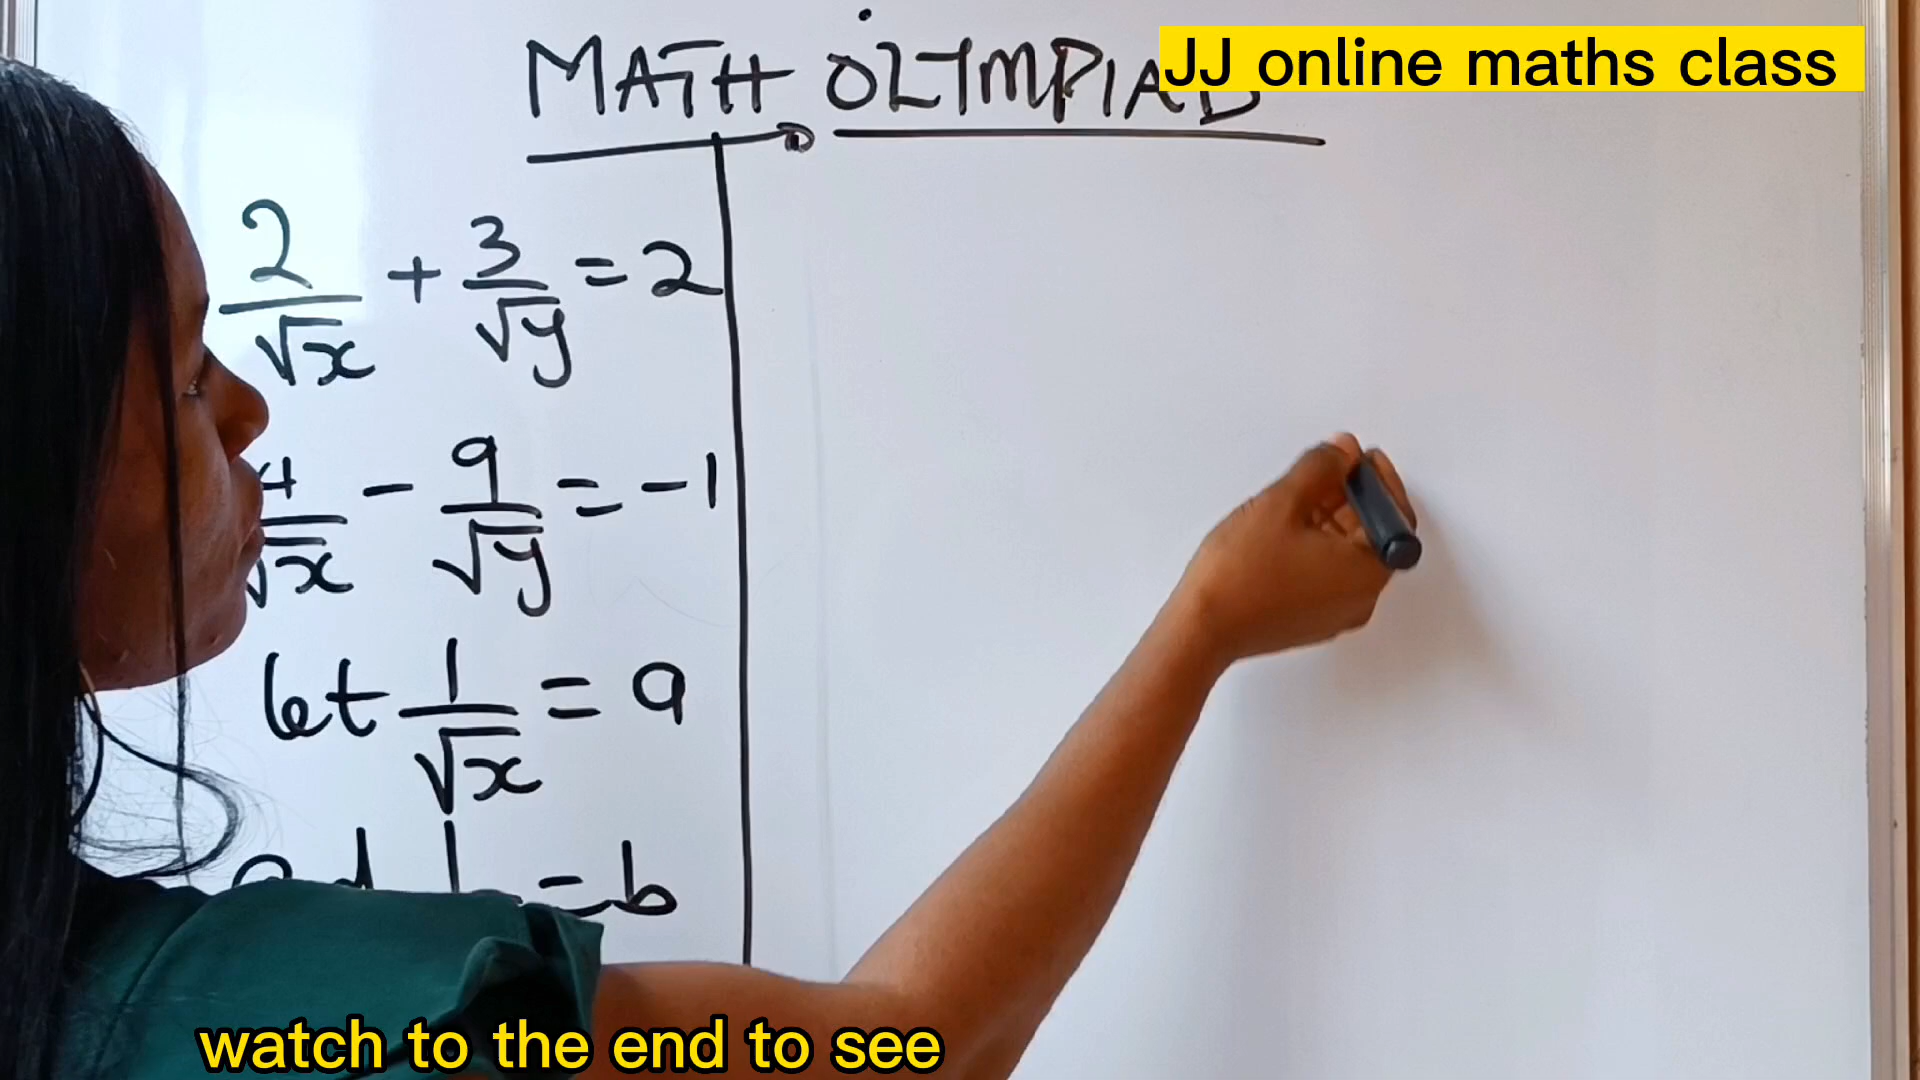 MATH OLYMPIAD
JJ online maths class
2/√x + 3/√y = 2
4/√x - 9/√y = -1
let 1/√x = a
= b
watch to the end to see